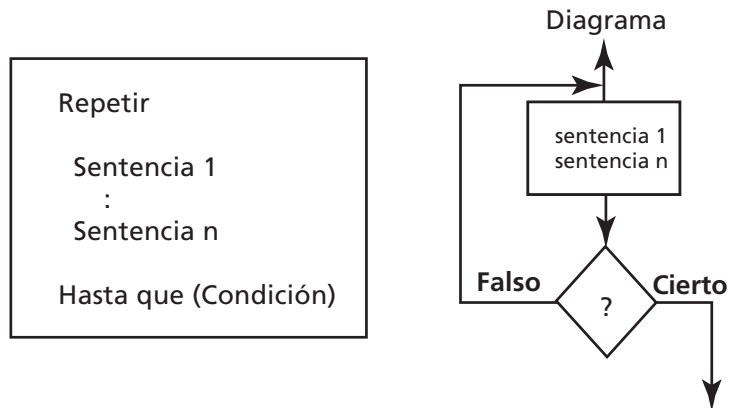 Repetir
Sentencia 1
:
Sentencia n
Hasta que (Condición)
Diagrama
sentencia 1
sentencia n
Falso
Cierto
?